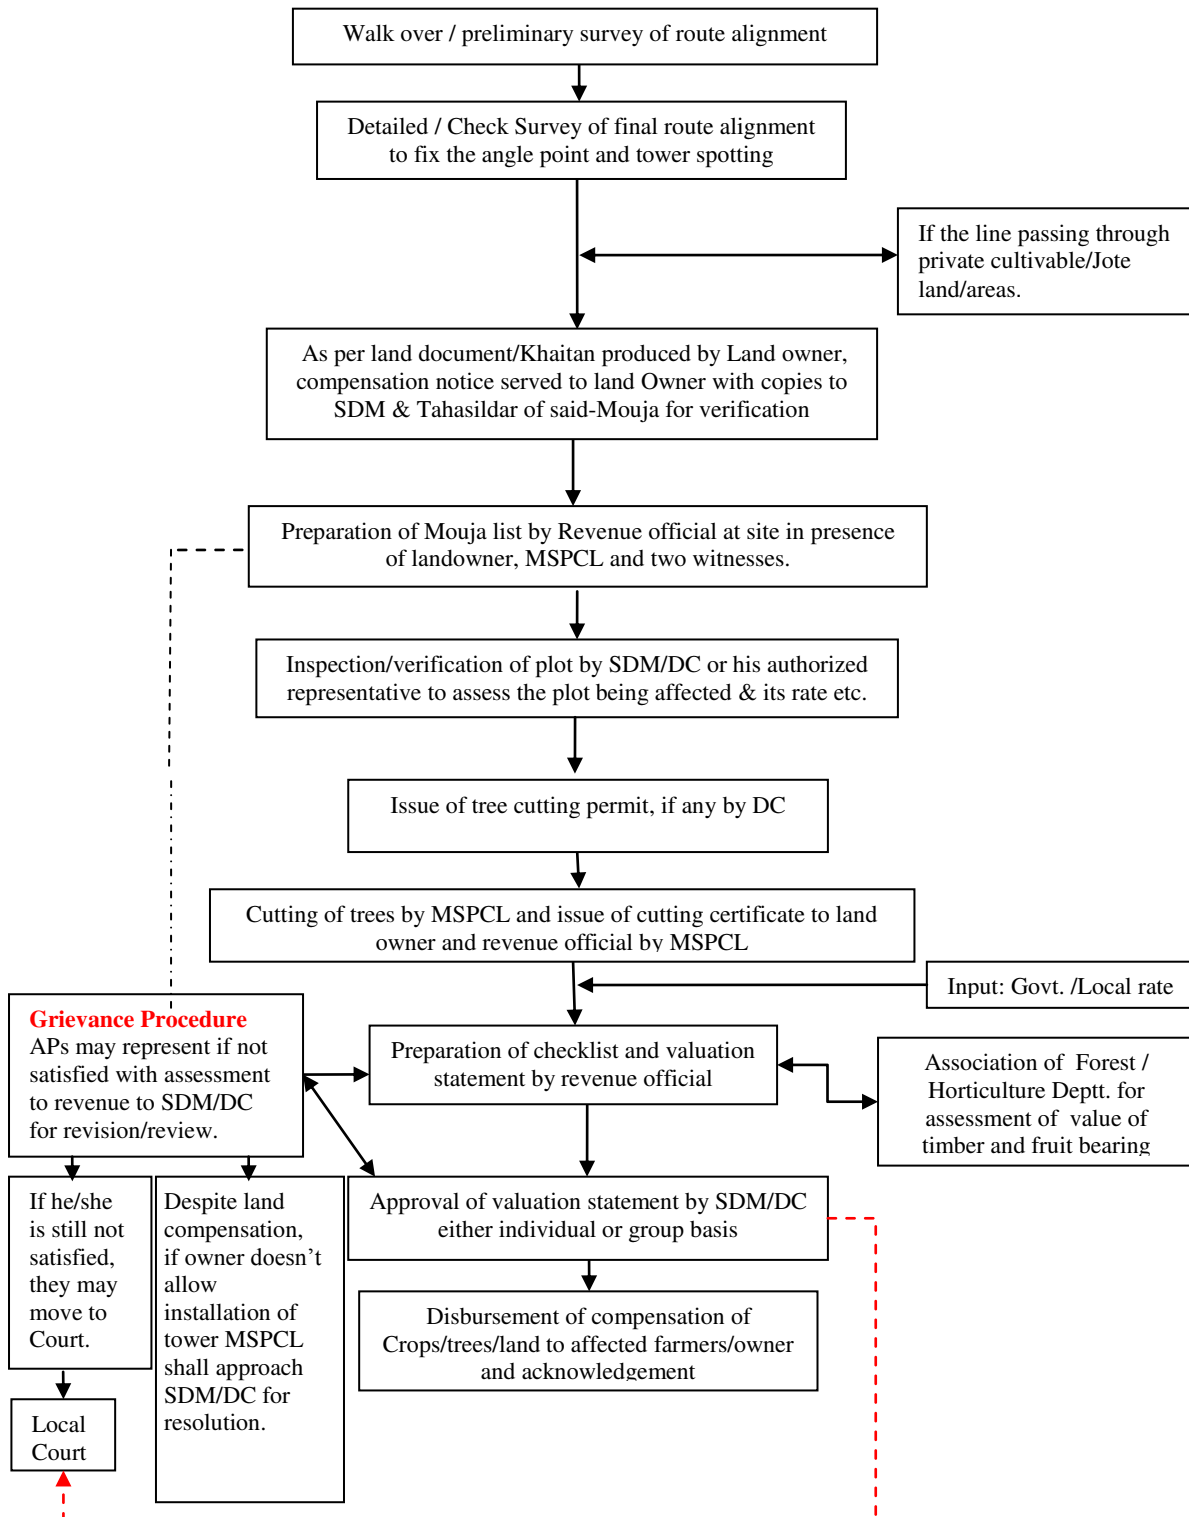 Walk over / preliminary survey of route alignment
Detailed / Check Survey of final route alignment
to fix the angle point and tower spotting
If the line passing through
private cultivable/Jote
land/areas.
As per land document/Khaitan produced by Land owner,
compensation notice served to land Owner with copies to
SDM & Tahasildar of said-Mouja for verification
Preparation of Mouja list by Revenue official at site in presence
of landowner, MSPCL and two witnesses.
Inspection/verification of plot by SDM/DC or his authorized
representative to assess the plot being affected & its rate etc.
Issue of tree cutting permit, if any by DC
Cutting of trees by MSPCL and issue of cutting certificate to land
owner and revenue official by MSPCL
Input: Govt. /Local rate
Grievance Procedure
APs may represent if not
satisfied with assessment
to revenue to SDM/DC
for revision/review.
Preparation of checklist and valuation
statement by revenue official
Association of Forest /
Horticulture Deptt. for
assessment of value of
timber and fruit bearing
If he/she
is still not
satisfied,
they may
move to
Court.
Despite land
compensation,
if owner doesn’t
allow
installation of
tower MSPCL
shall approach
SDM/DC for
resolution.
Approval of valuation statement by SDM/DC
either individual or group basis
Disbursement of compensation of
Crops/trees/land to affected farmers/owner
and acknowledgement
Local
Court